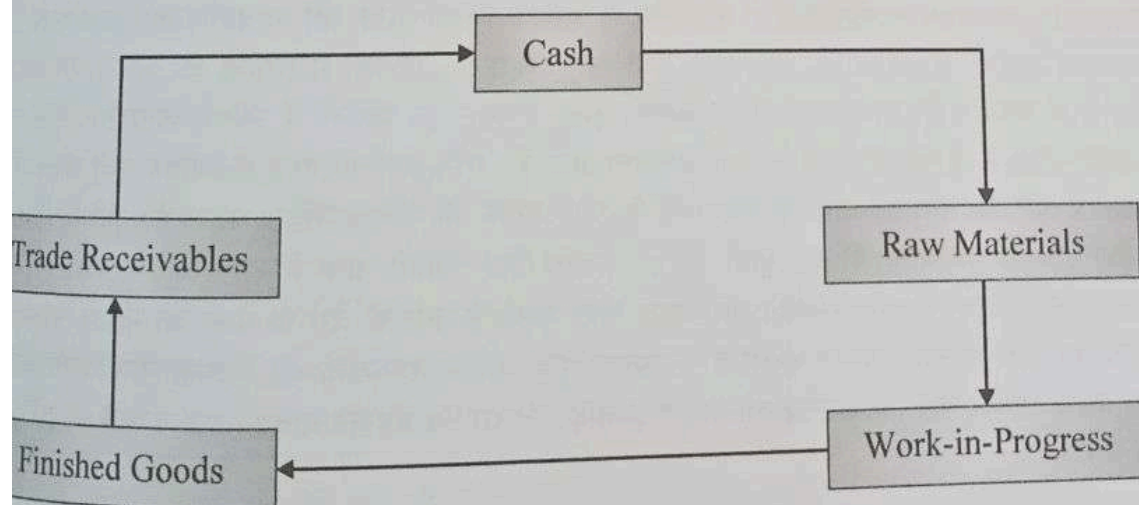 Cash
Raw Materials
Work-in-Progress
Finished Goods
Trade Receivables